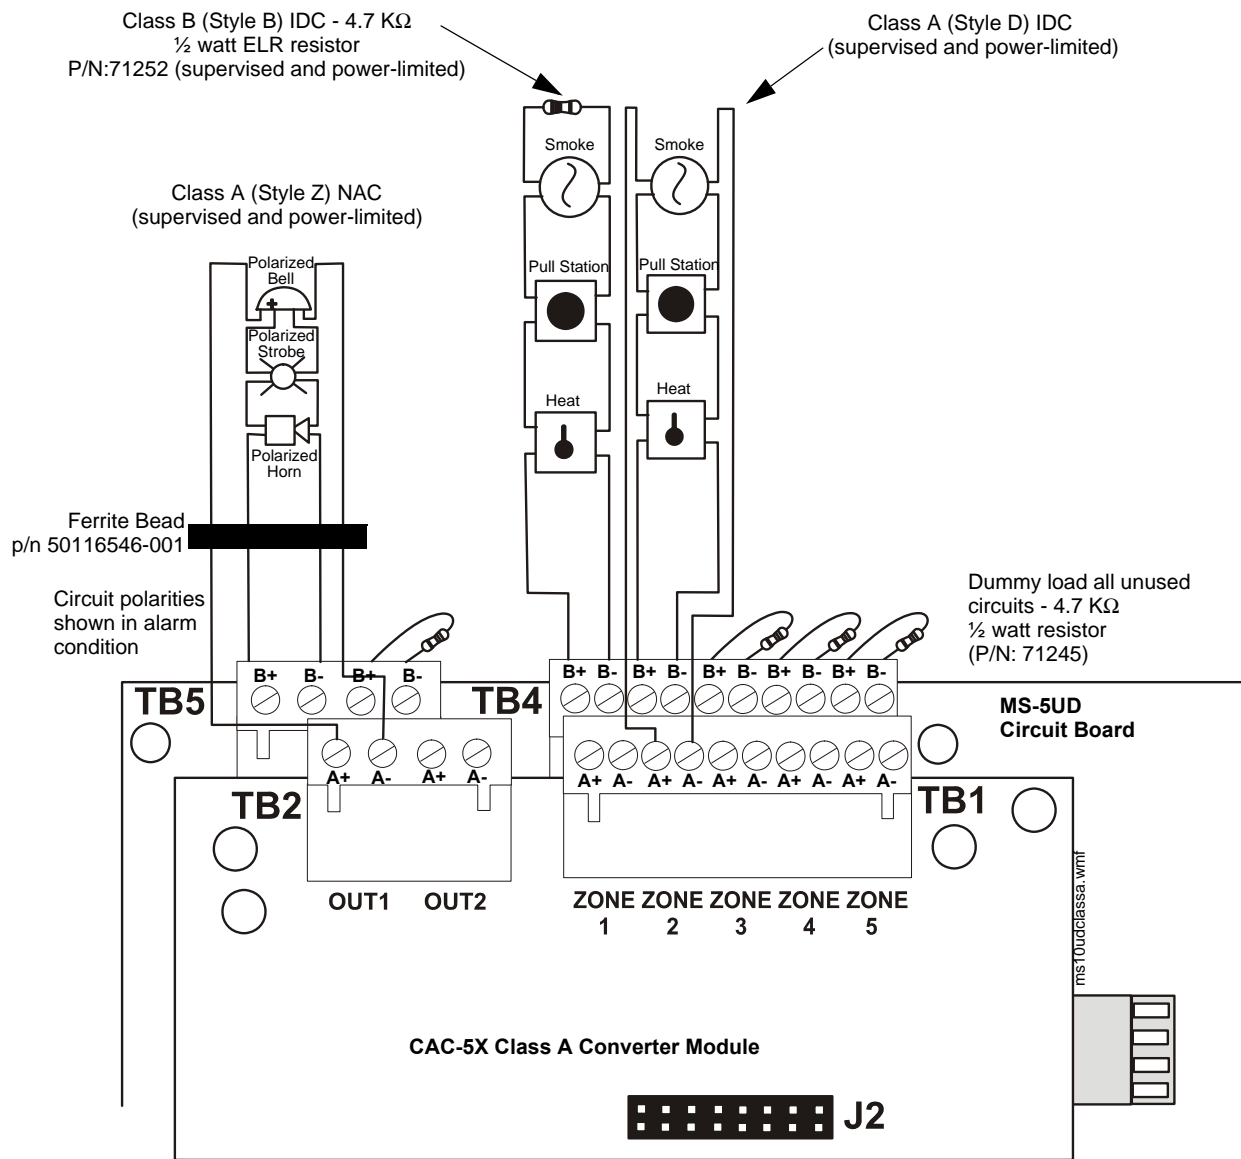 Class B (Style B) IDC - 4.7 KΩ
½ watt ELR resistor
P/N:71252 (supervised and power-limited)
Class A (Style D) IDC
(supervised and power-limited)
Class A (Style Z) NAC
(supervised and power-limited)
Smoke
Smoke
Polarized
Bell
+
Pull Station
Pull Station
Polarized
Strobe
Heat
Heat
Polarized
Horn
Ferrite Bead
p/n 50116546-001
Circuit polarities
shown in alarm
condition
Dummy load all unused
circuits - 4.7 KΩ
½ watt resistor
(P/N: 71245)
TB5
B+ B- B+ B-
TB4
B+ B- B+ B- B+ B- B+ B- B+ B-
MS-5UD
Circuit Board
A+ A- A+ A-
TB2
A+ A- A+ A- A+ A- A+ A- A+ A-
TB1
OUT1 OUT2
ZONE ZONE ZONE ZONE ZONE
1 2 3 4 5
ms10udclassa.wmf
CAC-5X Class A Converter Module
J2